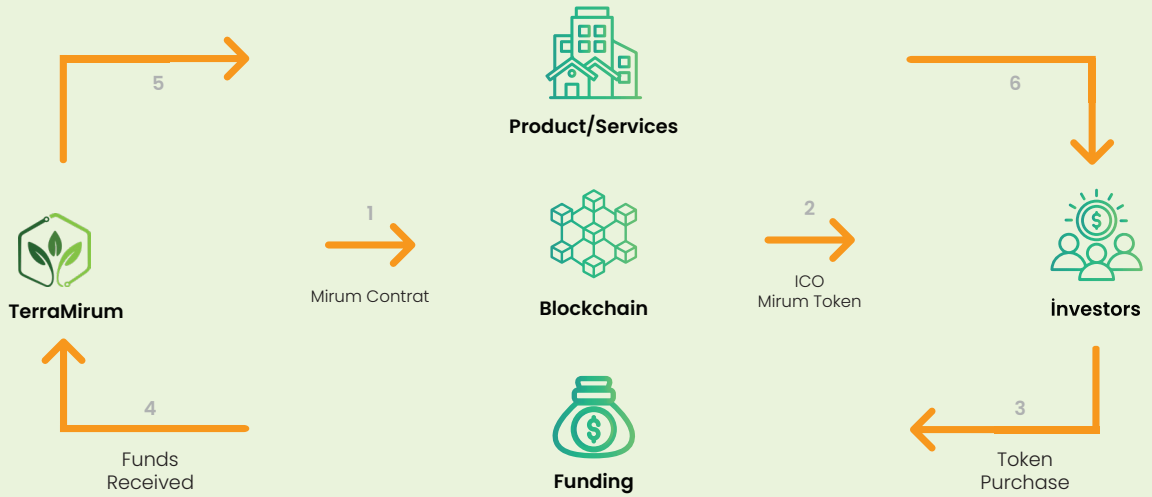 5
6
Product/Services
1
2
Mirum Contrat
ICO
Mirum Token
TerraMirum
Blockchain
İnvestors
4
3
Funds
Received
Token
Purchase
Funding